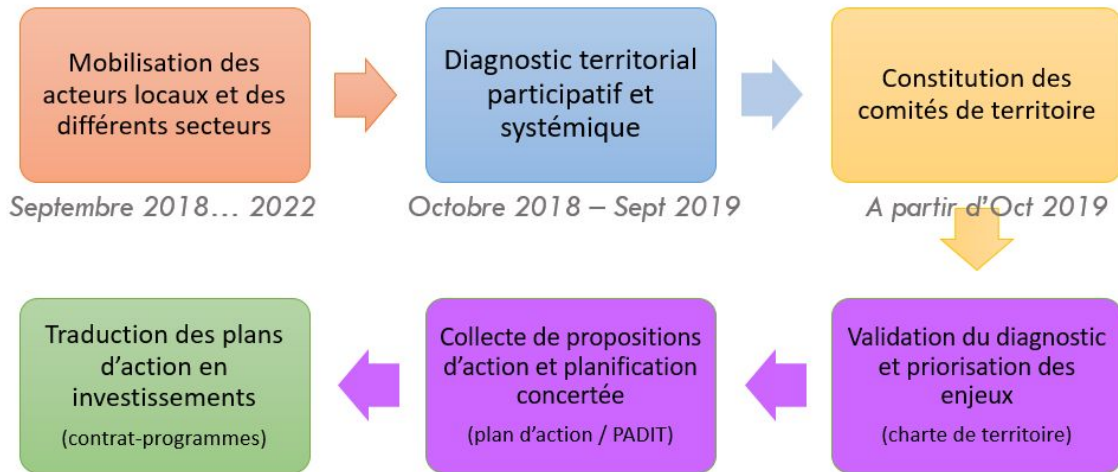 Mobilisation des
acteurs locaux et des
différents secteurs
Septembre 2018... 2022
Diagnostic territorial
participatif et
systémique
Octobre 2018 – Sept 2019
Constitution des
comités de territoire
A partir d'Oct 2019
Validation du diagnostic
et priorisation des
enjeux
(charte de territoire)
Collecte de propositions
d'action et planification
concertée
(plan d'action / PADIT)
Traduction des plans
d'action en
investissements
(contrat-programmes)